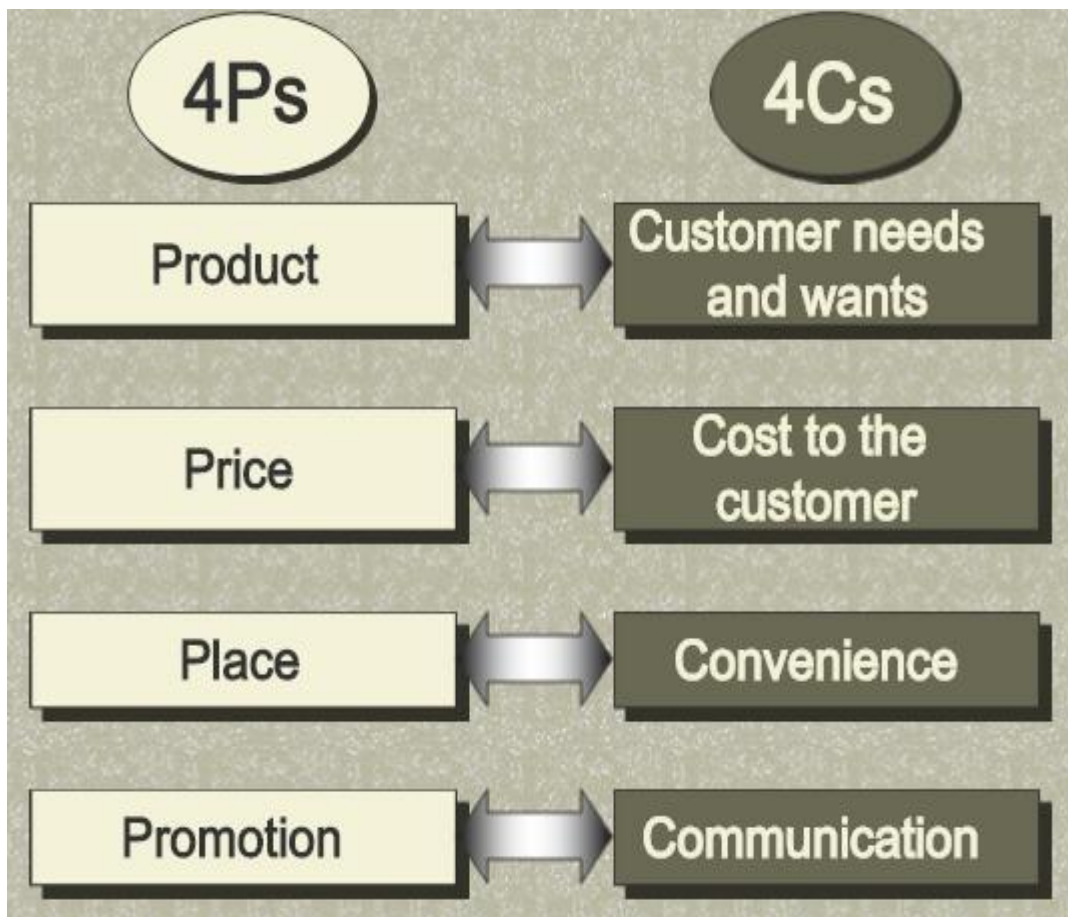 4Ps
4Cs
Product
Customer needs
and wants
Price
Cost to the
customer
Place
Convenience
Promotion
Communication